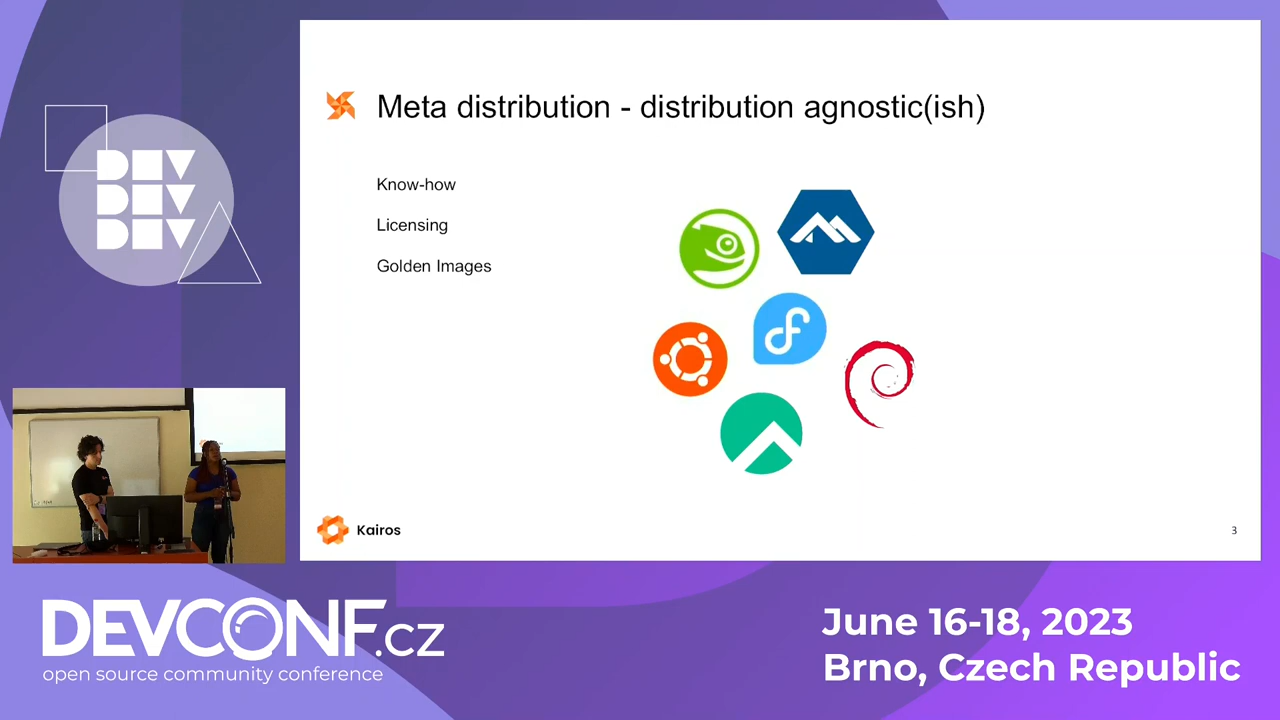 DEV
DEV
DEV
Meta distribution - distribution agnostic(ish)
Know-how
Licensing
Golden Images
Kairos
3
DEVCONF.cz
open source community conference
June 16-18, 2023
Brno, Czech Republic